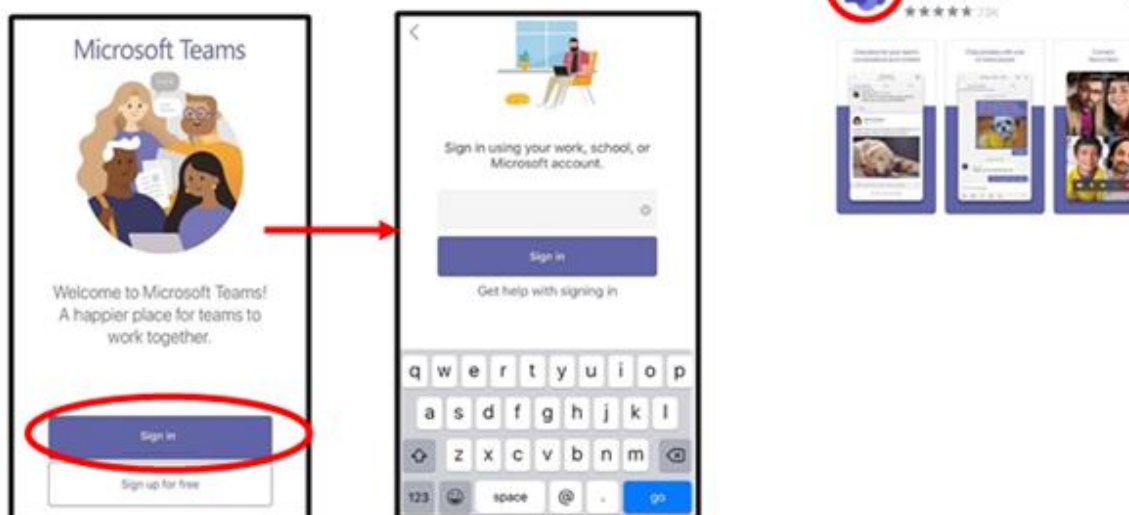 Microsoft Teams
Welcome to Microsoft Teams!
A happier place for teams to
work together.
Sign in
Sign up for free
Sign in using your work, school, or
Microsoft account.
Sign in
Get help with signing in
q w e r t y u i o p
a s d f g h j k l
z x c v b n m
123 space @ . go